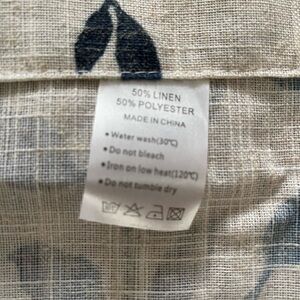 50% LINEN
50% POLYESTER
MADE IN CHINA
• Water wash(30℃)
• Do not bleach
• Iron on low heat(120℃)
• Do not tumble dry